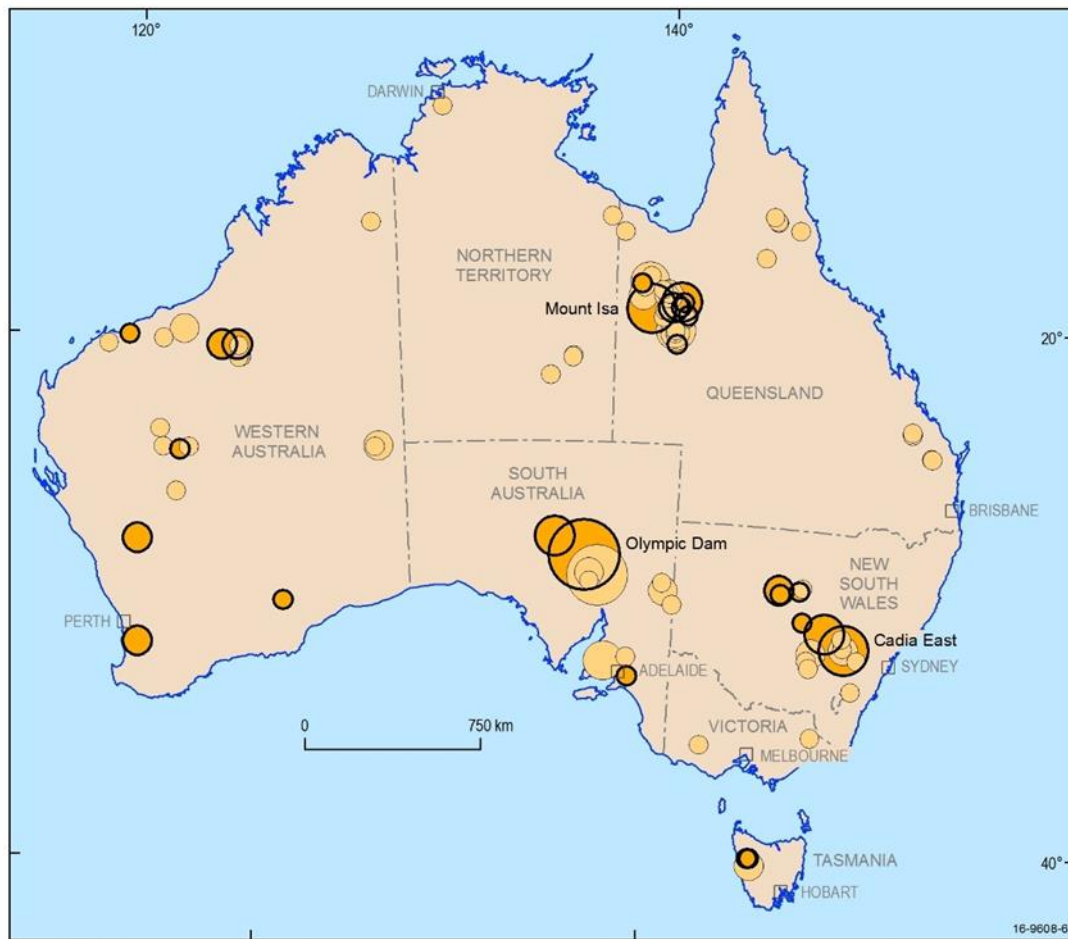 120°
140°
DARWIN
NORTHERN
TERRITORY
Mount Isa
20°
QUEENSLAND
WESTERN
AUSTRALIA
SOUTH
AUSTRALIA
BRISBANE
Olympic Dam
NEW
SOUTH
WALES
PERTH
Cadia East
SYDNEY
ADELAIDE
0
750 km
VICTORIA
MELBOURNE
TASMANIA
40°
HOBART
16-9608-6